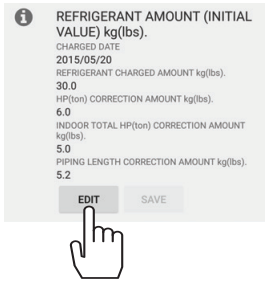 REFRIGERANT AMOUNT (INITIAL
VALUE) kg(lbs).
CHARGED DATE
2015/05/20
REFRIGERANT CHARGED AMOUNT kg(lbs).
30.0
HP(ton) CORRECTION AMOUNT kg(lbs).
6.0
INDOOR TOTAL HP(ton) CORRECTION AMOUNT
kg(lbs).
5.0
PIPING LENGTH CORRECTION AMOUNT kg(lbs).
5.2
EDIT SAVE